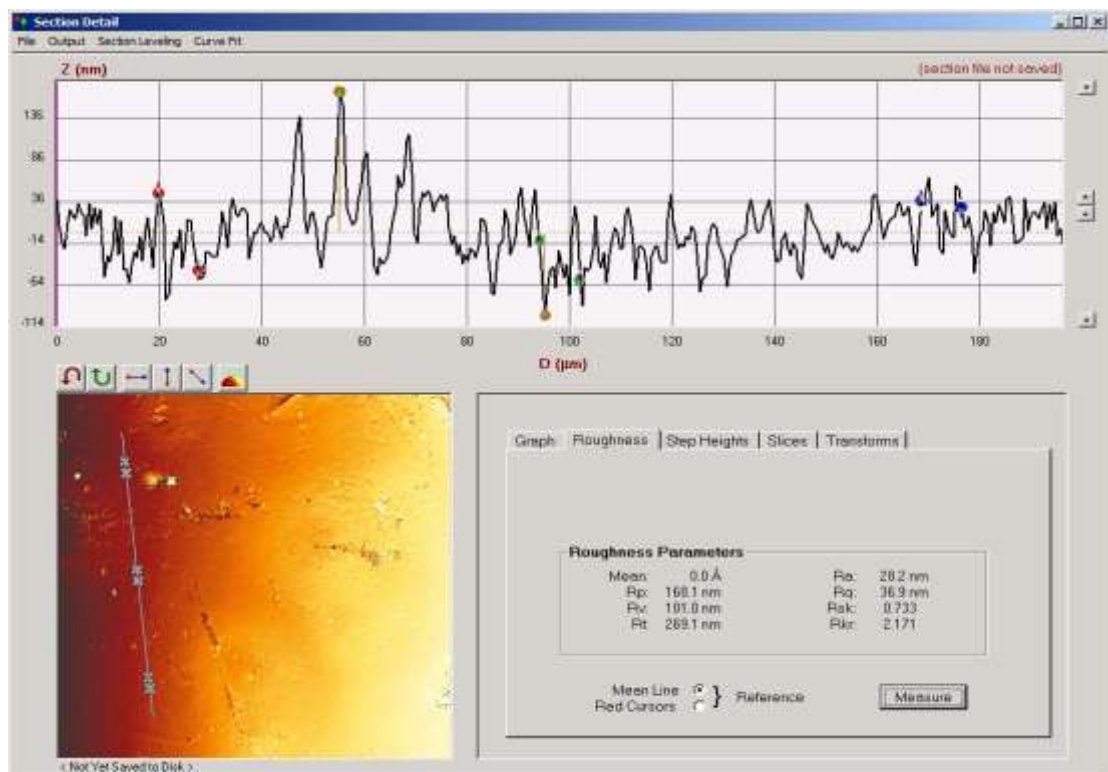 Section Detail
File Output Section Leveling Curve Fit
Z (nm) (section file not saved)
136
86
36
-14
-64
-114
0 20 40 60 80 100 120 140 160 180
D (µm)
Graph Roughness Step Heights Slices Transforms
Roughness Parameters
Mean: 0.0 Å Ra: 28.2 nm
Rp: 168.1 nm Rq: 36.9 nm
Rv: 101.0 nm Rsk: 0.733
Rt: 269.1 nm Rkr: 2.171
Mean Line } Reference Measure
Red Cursors
< Not Yet Saved to Disk >